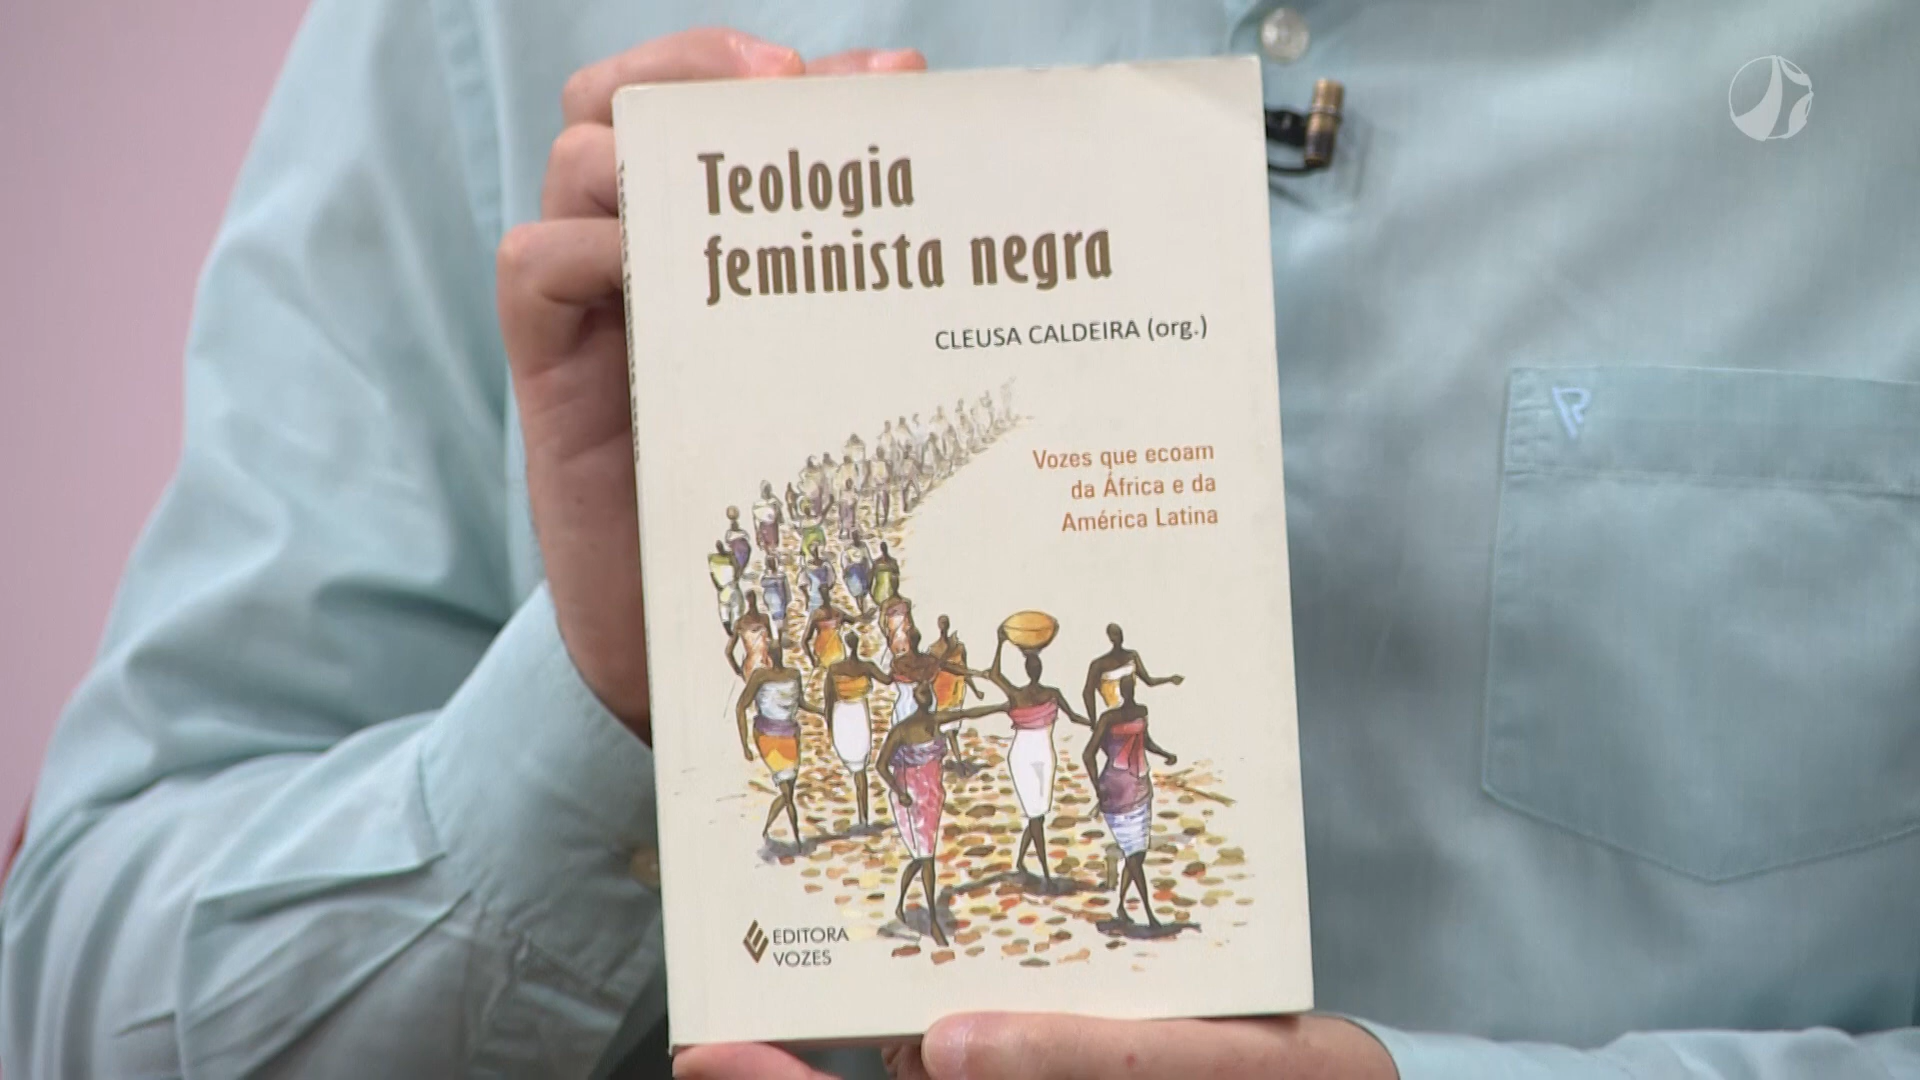 Teologia
feminista negra
CLEUSA CALDEIRA (org.)
Vozes que ecoam
da África e da
América Latina
EDITORA
VOZES